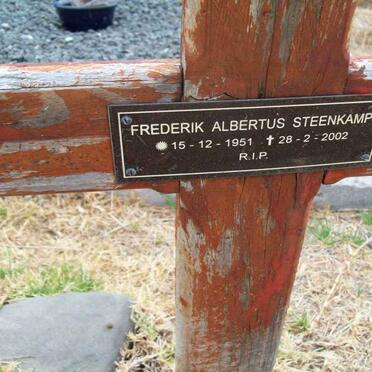 FREDERIK ALBERTUS STEENKAMP
✹ 15 - 12 - 1951 ✝ 28 - 2 - 2002
R.I.P.